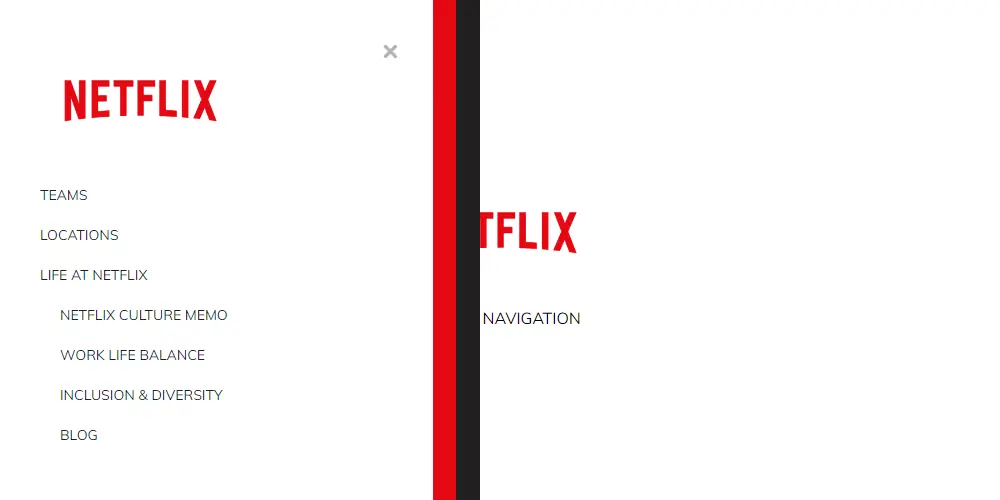 NETFLIX
TEAMS
LOCATIONS
LIFE AT NETFLIX
NETFLIX CULTURE MEMO
WORK LIFE BALANCE
INCLUSION & DIVERSITY
BLOG
TFLIX
NAVIGATION